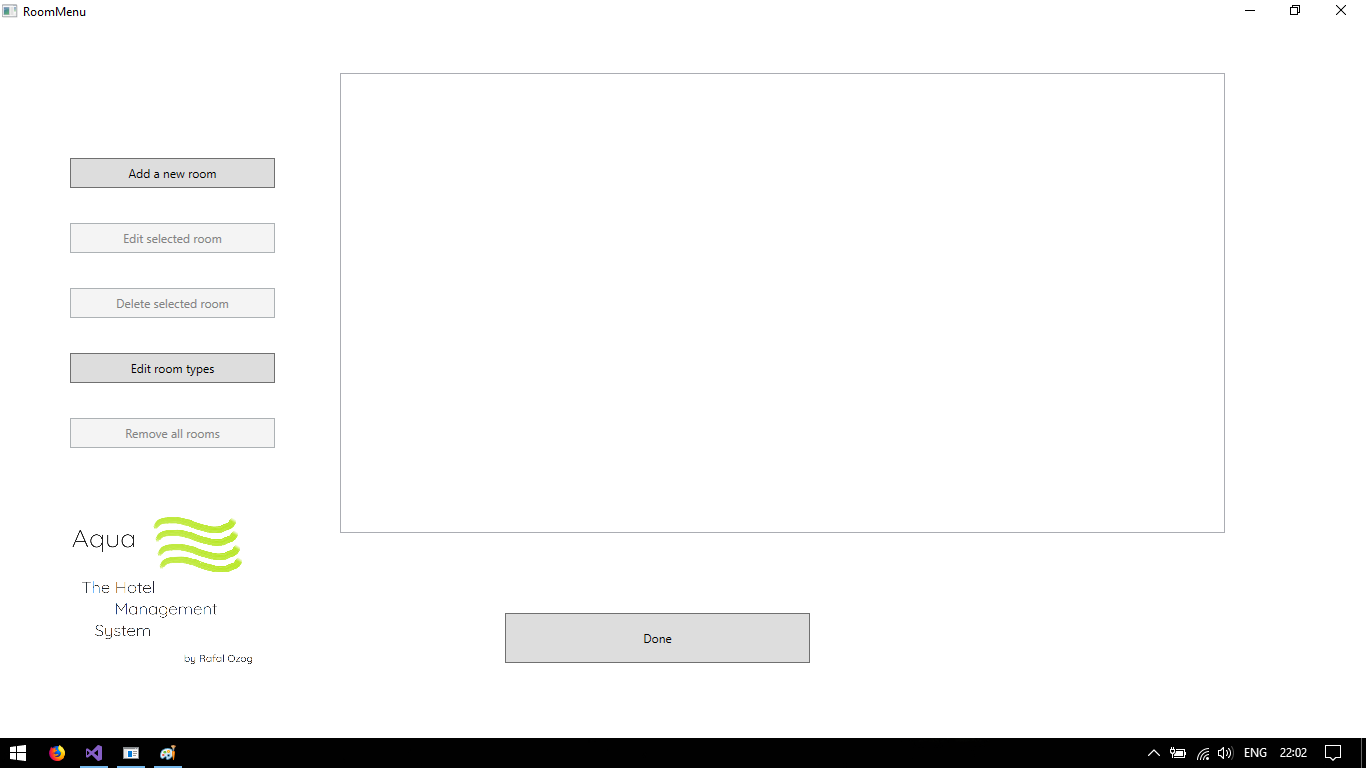 RoomMenu
Add a new room
Edit selected room
Delete selected room
Edit room types
Remove all rooms
Aqua
The Hotel
Management
System
by Rafal Ozog
Done
ENG
22:02